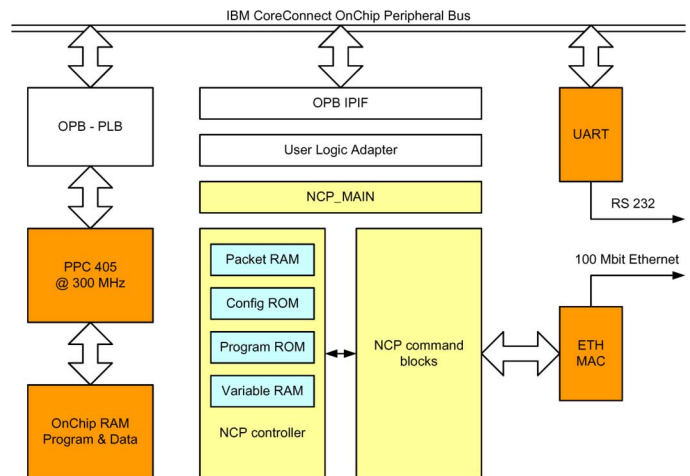 IBM CoreConnect OnChip Peripheral Bus
OPB - PLB
OPB IPIF
User Logic Adapter
NCP_MAIN
UART
RS 232
PPC 405
@ 300 MHz
Packet RAM
Config ROM
Program ROM
Variable RAM
NCP controller
NCP command
blocks
100 Mbit Ethernet
ETH
MAC
OnChip RAM
Program & Data